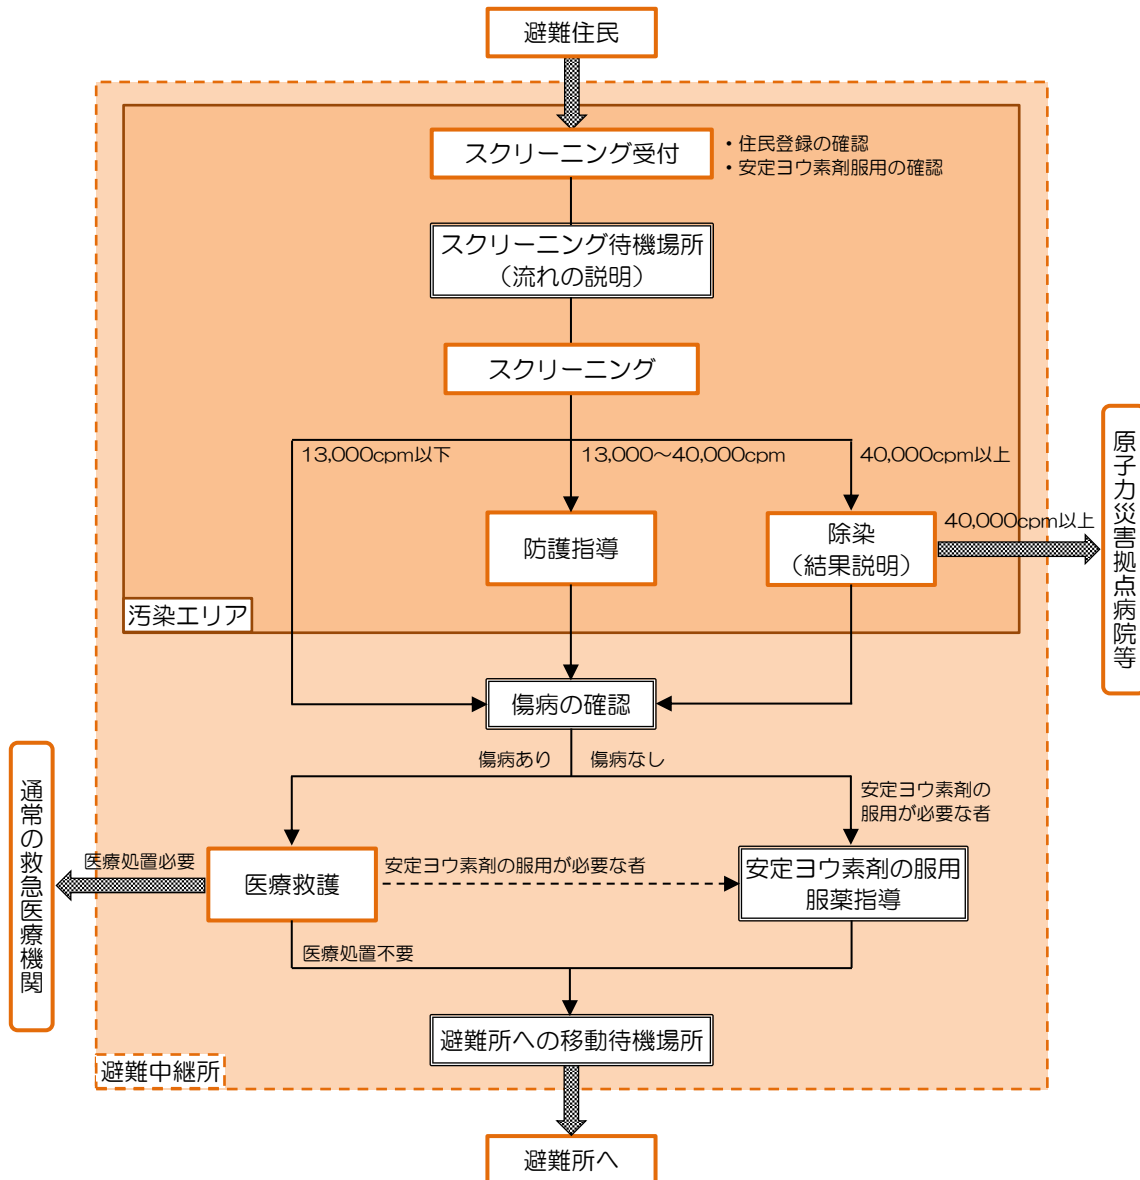 避難住民
スクリーニング受付
・住民登録の確認
・安定ヨウ素剤服用の確認
スクリーニング待機場所
（流れの説明）
スクリーニング
13,000cpm以下
13,000～40,000cpm
40,000cpm以上
防護指導
除染
（結果説明）
40,000cpm以上
原子力災害拠点病院等
汚染エリア
傷病の確認
傷病あり
傷病なし
安定ヨウ素剤の
服用が必要な者
通常の救急医療機関
医療処置必要
医療救護
安定ヨウ素剤の服用が必要な者
安定ヨウ素剤の服用
服薬指導
医療処置不要
避難所への移動待機場所
避難中継所
避難所へ